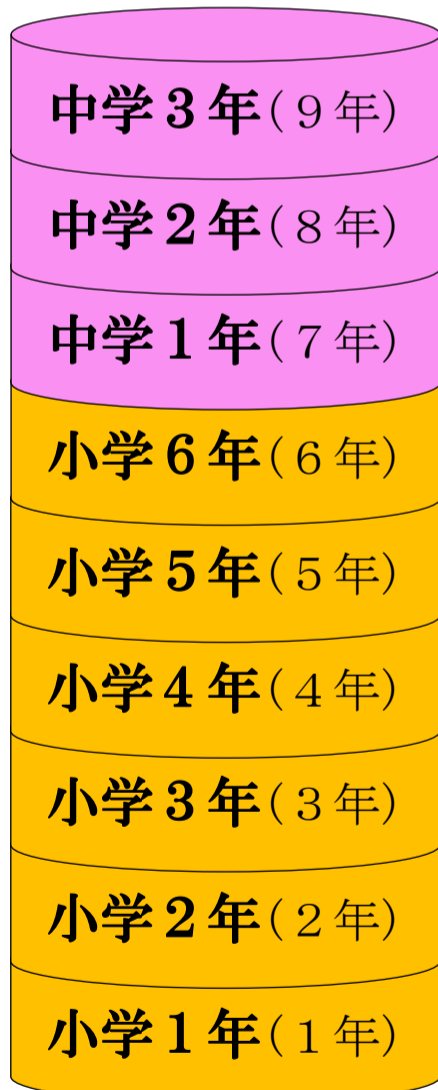 中学３年(９年)
中学２年(８年)
中学１年(７年)
小学６年(６年)
小学５年(５年)
小学４年(４年)
小学３年(３年)
小学２年(２年)
小学１年(１年)